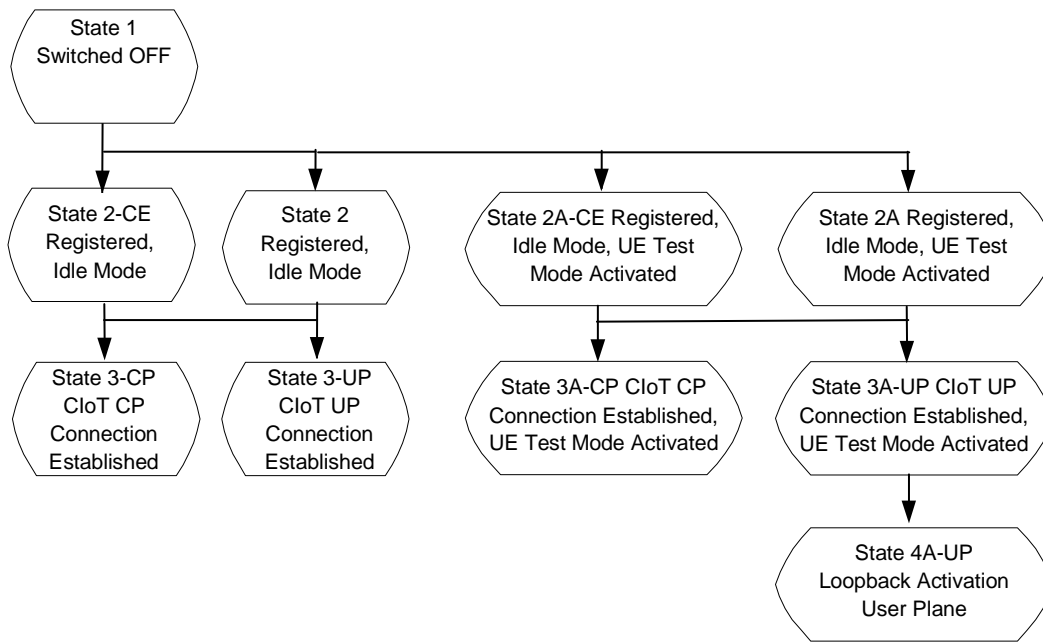 State 1
Switched OFF
State 2-CE
Registered,
Idle Mode
State 2
Registered,
Idle Mode
State 2A-CE Registered,
Idle Mode, UE Test
Mode Activated
State 2A Registered,
Idle Mode, UE Test
Mode Activated
State 3-CP
CIoT CP
Connection
Established
State 3-UP
CIoT UP
Connection
Established
State 3A-CP CIoT CP
Connection Established,
UE Test Mode Activated
State 3A-UP CIoT UP
Connection Established,
UE Test Mode Activated
State 4A-UP
Loopback Activation
User Plane